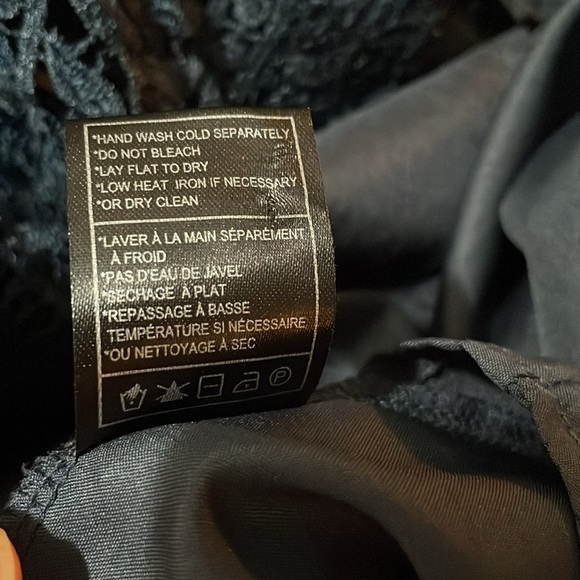 *HAND WASH COLD SEPARATELY
*DO NOT BLEACH
*LAY FLAT TO DRY
*LOW HEAT IRON IF NECESSARY
*OR DRY CLEAN
*LAVER À LA MAIN SÉPARÉMENT
À FROID
*PAS D'EAU DE JAVEL
*SÉCHAGE À PLAT
*REPASSAGE À BASSE
TEMPÉRATURE SI NÉCESSAIRE
*OU NETTOYAGE À SEC
P